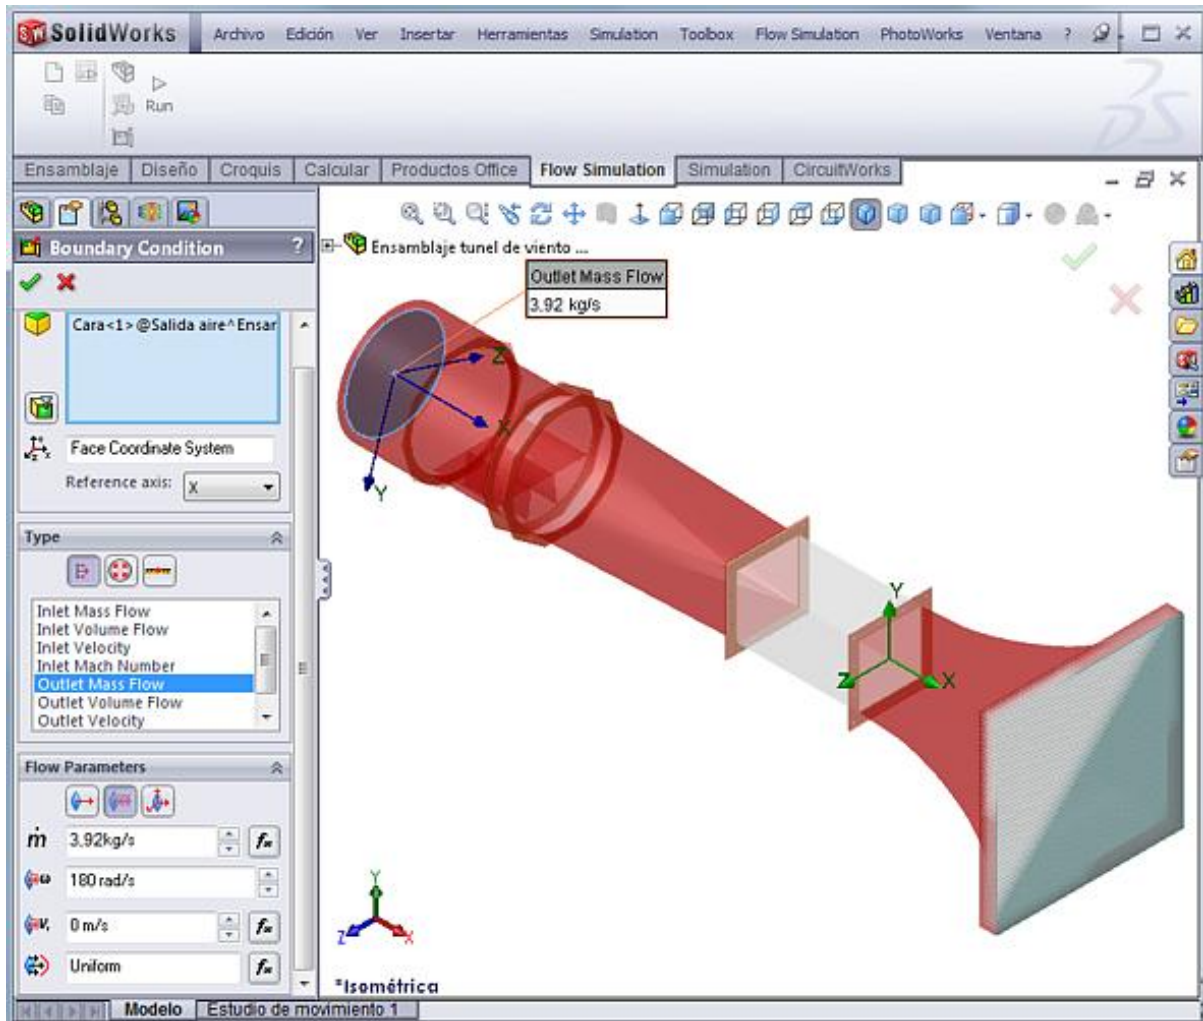 SolidWorks Archivo Edición Ver Insertar Herramientas Simulation Toolbox Flow Simulation PhotoWorks Ventana ?
Run
Ensamblaje Diseño Croquis Calcular Productos Office Flow Simulation Simulation CircuitWorks
Boundary Condition ?
Ensamblaje tunel de viento ...
Outlet Mass Flow
3.92 kg/s
Cara<1>@Salida aire^Ensar
Face Coordinate System
Reference axis: X
Type
Inlet Mass Flow
Inlet Volume Flow
Inlet Velocity
Inlet Mach Number
Outlet Mass Flow
Outlet Volume Flow
Outlet Velocity
Flow Parameters
ṁ 3.92kg/s
180 rad/s
0 m/s
Uniform
Z
X
Y
Y
Z
X
Y
Z
X
*Isométrica
Modelo Estudio de movimiento 1